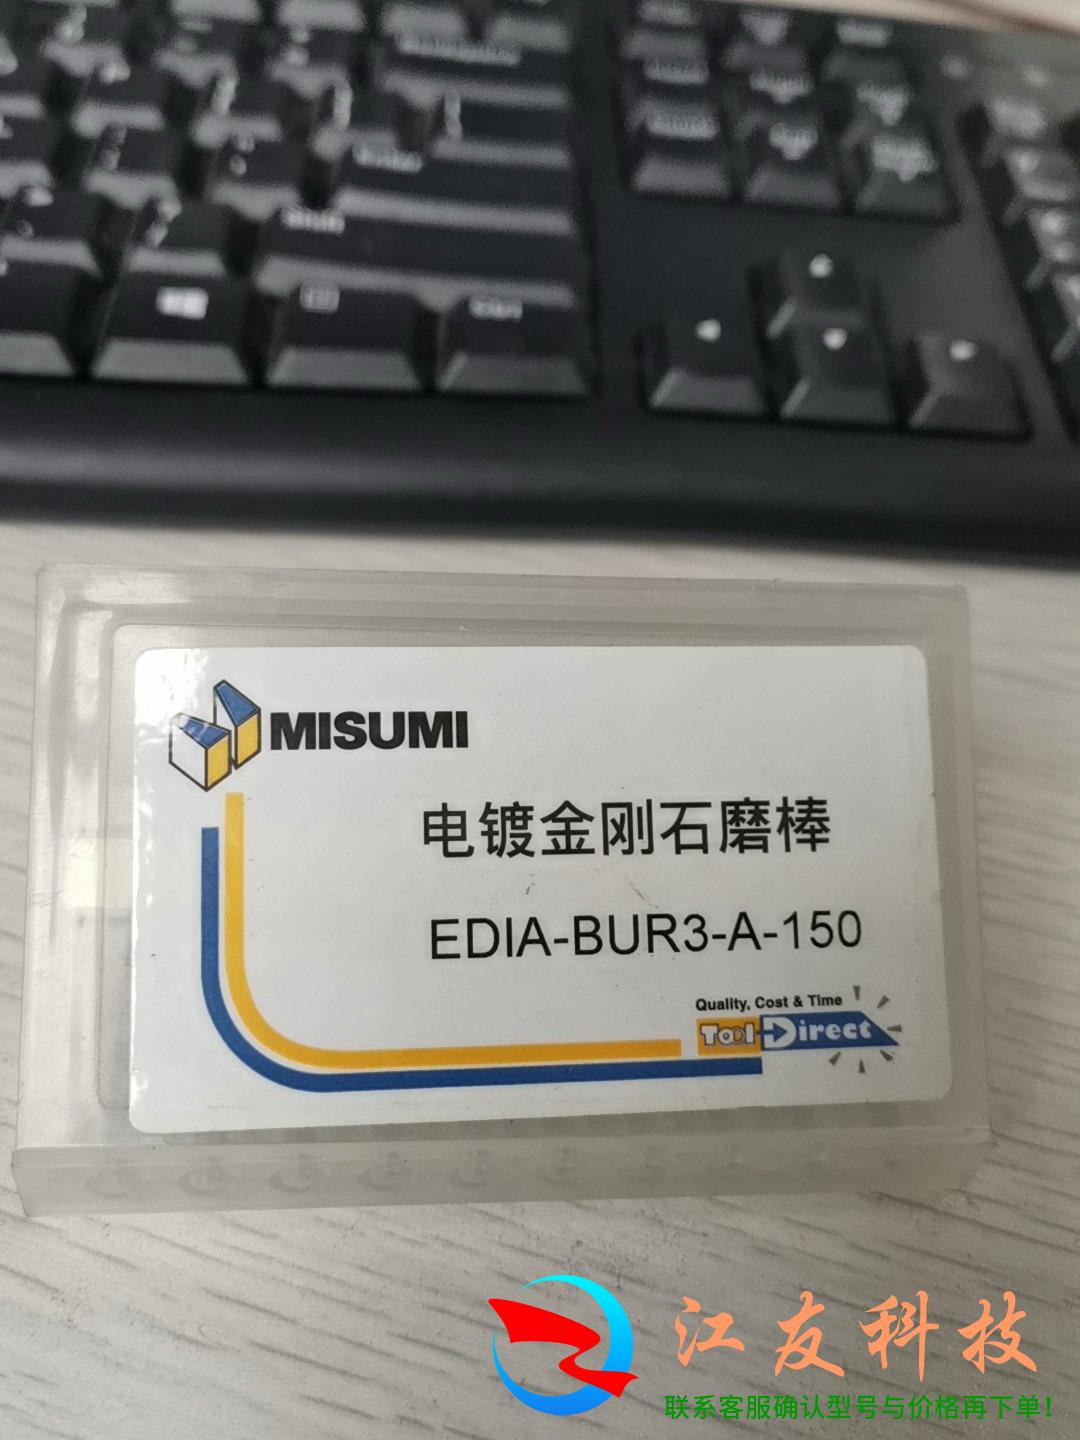 MISUMI
电镀金刚石磨棒
EDIA-BUR3-A-150
Quality, Cost & Time
Tool Direct
江友科技
联系客服确认型号与价格再下单！